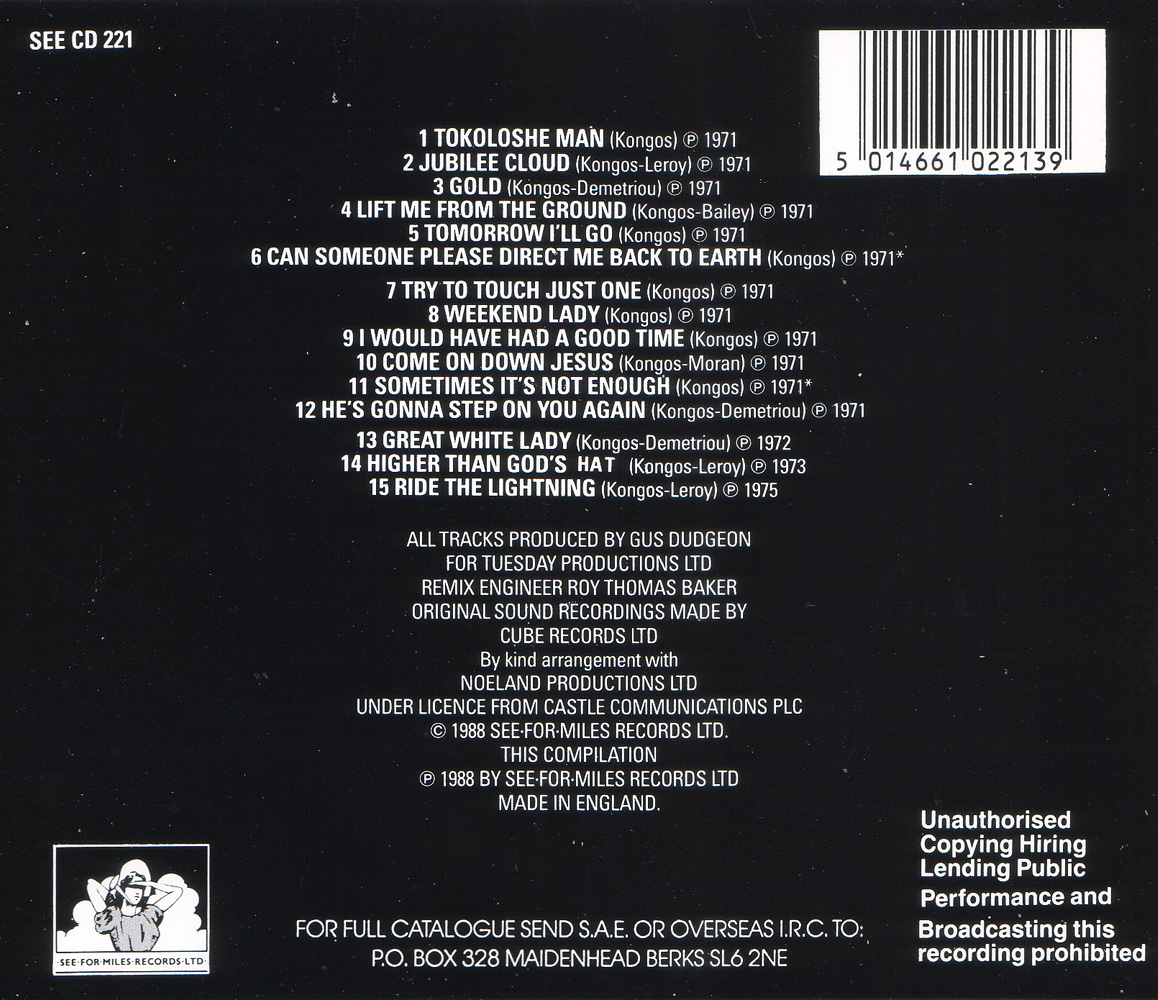 SEE CD 221
5 014661 022139
1 TOKOLOSHE MAN (Kongos) ℗ 1971
2 JUBILEE CLOUD (Kongos-Leroy) ℗ 1971
3 GOLD (Kongos-Demetriou) ℗ 1971
4 LIFT ME FROM THE GROUND (Kongos-Bailey) ℗ 1971
5 TOMORROW I'LL GO (Kongos) ℗ 1971
6 CAN SOMEONE PLEASE DIRECT ME BACK TO EARTH (Kongos) ℗ 1971*
7 TRY TO TOUCH JUST ONE (Kongos) ℗ 1971
8 WEEKEND LADY (Kongos) ℗ 1971
9 I WOULD HAVE HAD A GOOD TIME (Kongos) ℗ 1971
10 COME ON DOWN JESUS (Kongos-Moran) ℗ 1971
11 SOMETIMES IT'S NOT ENOUGH (Kongos) ℗ 1971*
12 HE'S GONNA STEP ON YOU AGAIN (Kongos-Demetriou) ℗ 1971
13 GREAT WHITE LADY (Kongos-Demetriou) ℗ 1972
14 HIGHER THAN GOD'S HAT (Kongos-Leroy) ℗ 1973
15 RIDE THE LIGHTNING (Kongos-Leroy) ℗ 1975
ALL TRACKS PRODUCED BY GUS DUDGEON
FOR TUESDAY PRODUCTIONS LTD
REMIX ENGINEER ROY THOMAS BAKER
ORIGINAL SOUND RECORDINGS MADE BY
CUBE RECORDS LTD
By kind arrangement with
NOELAND PRODUCTIONS LTD
UNDER LICENCE FROM CASTLE COMMUNICATIONS PLC
© 1988 SEE·FOR·MILES RECORDS LTD.
THIS COMPILATION
℗ 1988 BY SEE·FOR·MILES RECORDS LTD
MADE IN ENGLAND.
·SEE·FOR·MILES·RECORDS·LTD·
FOR FULL CATALOGUE SEND S.A.E. OR OVERSEAS I.R.C. TO:
P.O. BOX 328 MAIDENHEAD BERKS SL6 2NE
Unauthorised
Copying Hiring
Lending Public
Performance and
Broadcasting this
recording prohibited